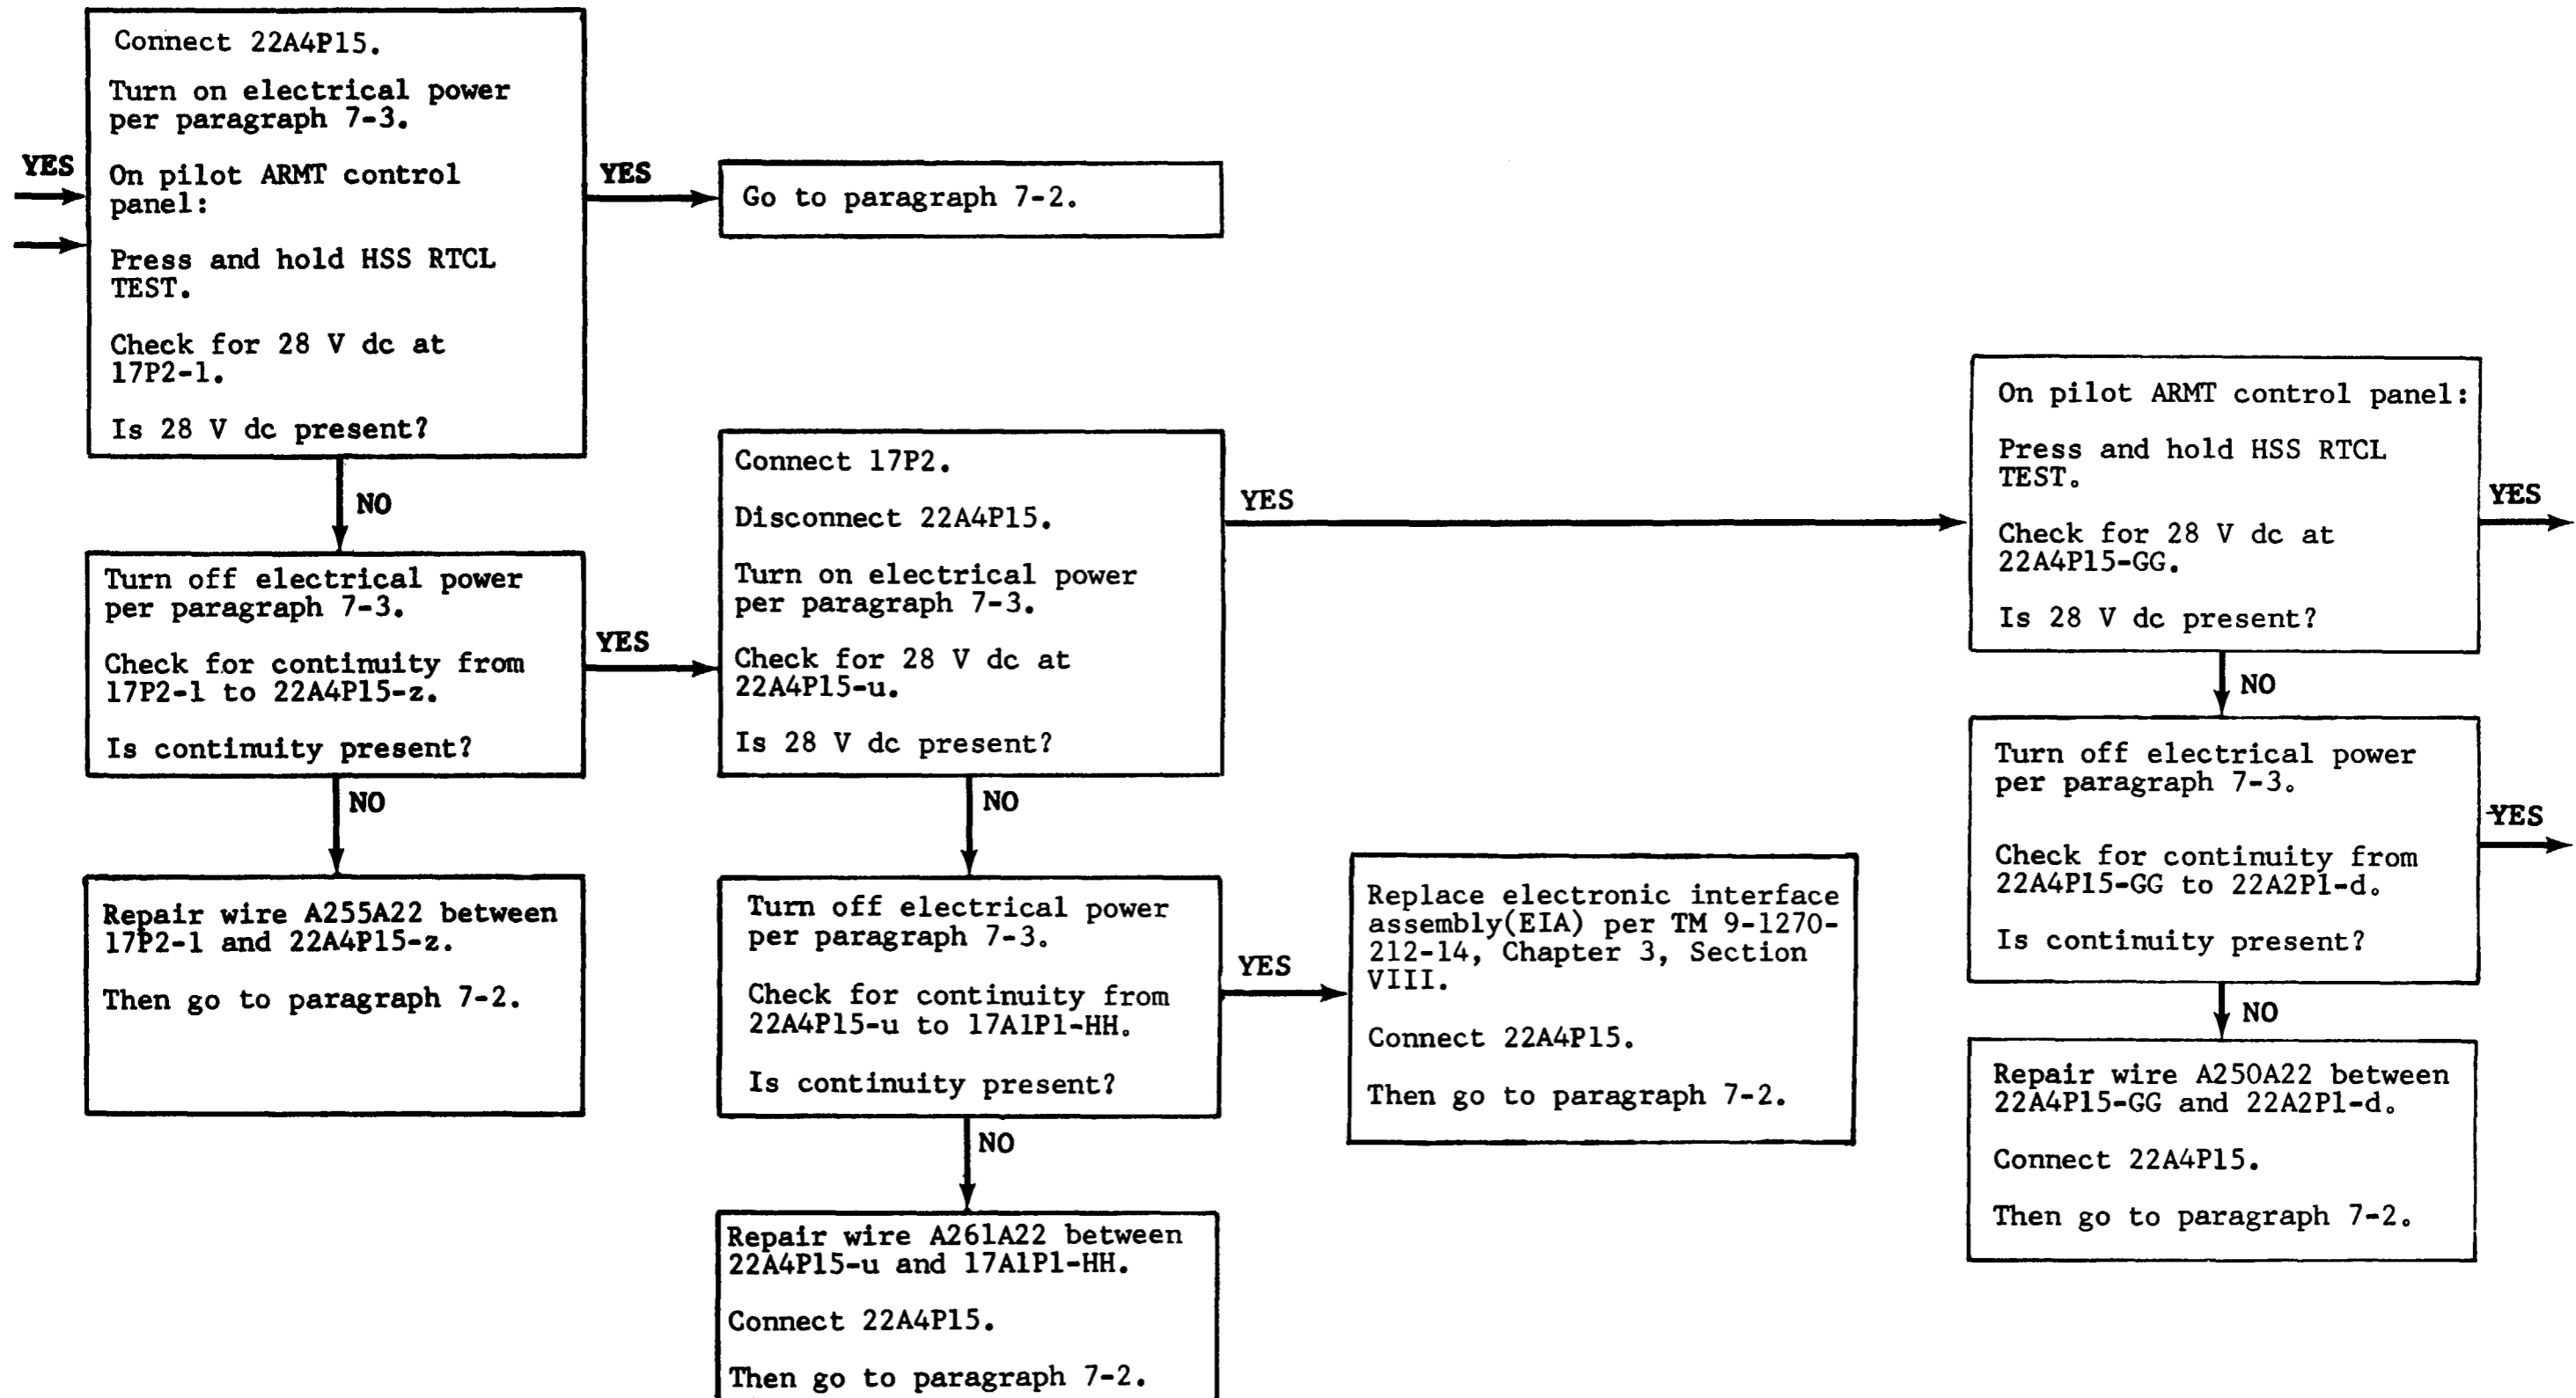 Connect 22A4P15.
Turn on electrical power
per paragraph 7-3.
On pilot ARMT control
panel:
Press and hold HSS RTCL
TEST.
Check for 28 V dc at
17P2-1.
Is 28 V dc present?
YES
YES
Go to paragraph 7-2.
NO
Turn off electrical power
per paragraph 7-3.
Check for continuity from
17P2-1 to 22A4P15-z.
Is continuity present?
YES
NO
Repair wire A255A22 between
17P2-1 and 22A4P15-z.
Then go to paragraph 7-2.
Connect 17P2.
Disconnect 22A4P15.
Turn on electrical power
per paragraph 7-3.
Check for 28 V dc at
22A4P15-u.
Is 28 V dc present?
YES
NO
Turn off electrical power
per paragraph 7-3.
Check for continuity from
22A4P15-u to 17A1P1-HH.
Is continuity present?
YES
NO
Repair wire A261A22 between
22A4P15-u and 17A1P1-HH.
Connect 22A4P15.
Then go to paragraph 7-2.
Replace electronic interface
assembly(EIA) per TM 9-1270-
212-14, Chapter 3, Section
VIII.
Connect 22A4P15.
Then go to paragraph 7-2.
On pilot ARMT control panel:
Press and hold HSS RTCL
TEST.
Check for 28 V dc at
22A4P15-GG.
Is 28 V dc present?
YES
NO
Turn off electrical power
per paragraph 7-3.
Check for continuity from
22A4P15-GG to 22A2P1-d.
Is continuity present?
YES
NO
Repair wire A250A22 between
22A4P15-GG and 22A2P1-d.
Connect 22A4P15.
Then go to paragraph 7-2.